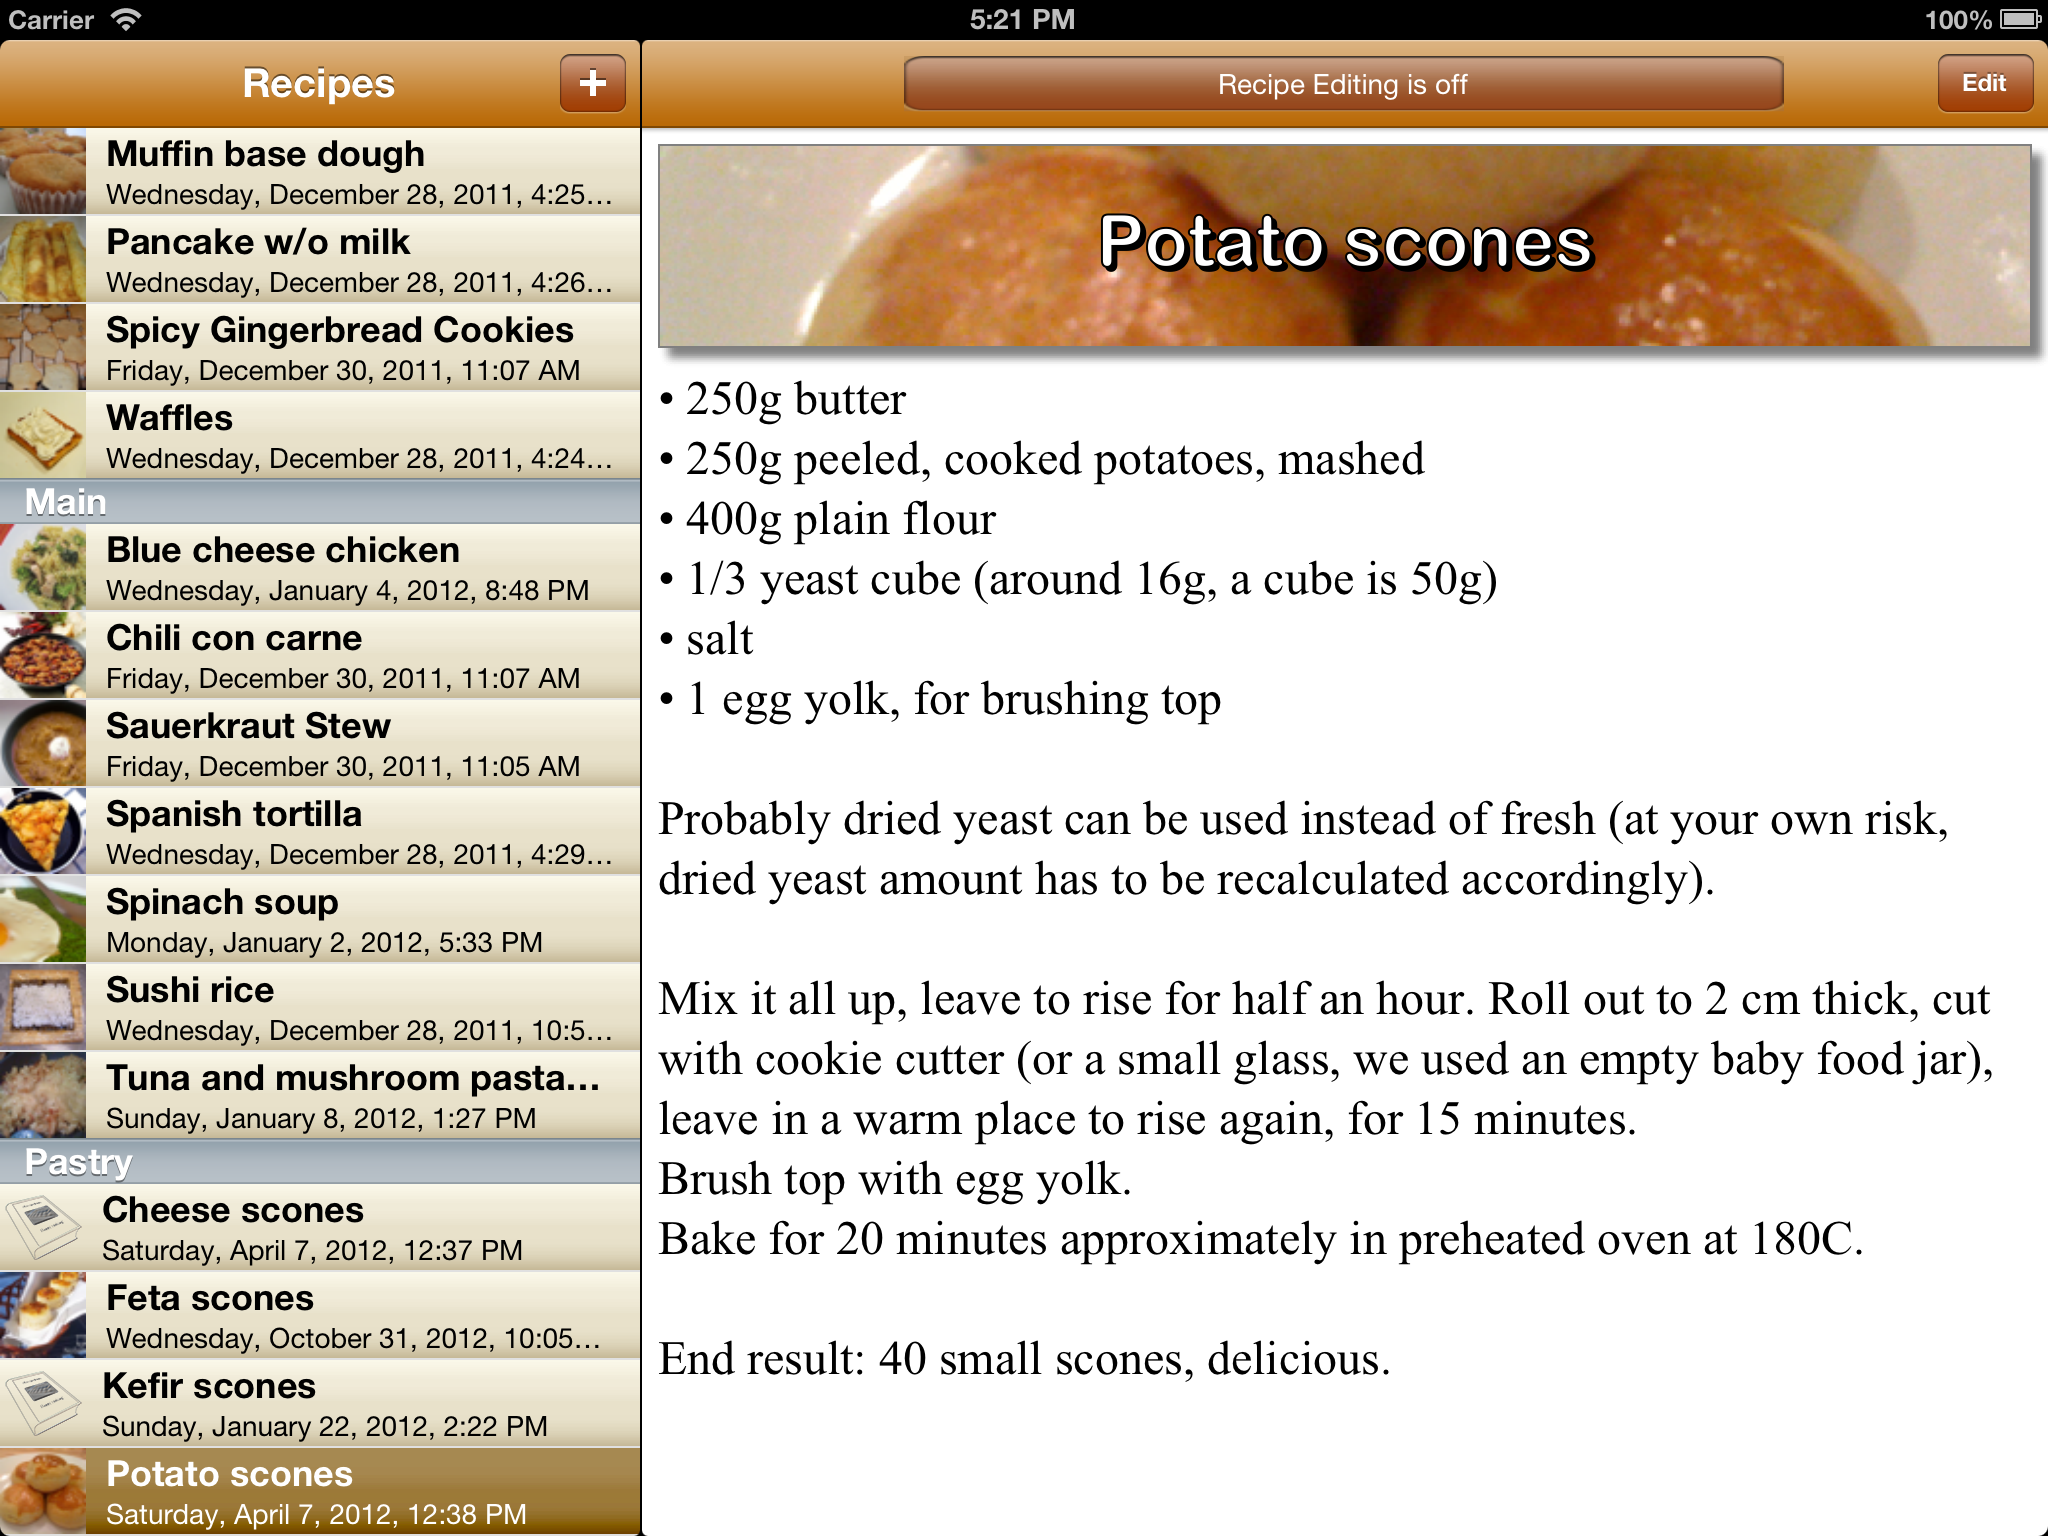 Carrier
5:21 PM
100%
Recipes
+
Muffin base dough
Wednesday, December 28, 2011, 4:25…
Pancake w/o milk
Wednesday, December 28, 2011, 4:26…
Spicy Gingerbread Cookies
Friday, December 30, 2011, 11:07 AM
Waffles
Wednesday, December 28, 2011, 4:24…
Main
Blue cheese chicken
Wednesday, January 4, 2012, 8:48 PM
Chili con carne
Friday, December 30, 2011, 11:07 AM
Sauerkraut Stew
Friday, December 30, 2011, 11:05 AM
Spanish tortilla
Wednesday, December 28, 2011, 4:29…
Spinach soup
Monday, January 2, 2012, 5:33 PM
Sushi rice
Wednesday, December 28, 2011, 10:5…
Tuna and mushroom pasta…
Sunday, January 8, 2012, 1:27 PM
Pastry
Cheese scones
Saturday, April 7, 2012, 12:37 PM
Feta scones
Wednesday, October 31, 2012, 10:05…
Kefir scones
Sunday, January 22, 2012, 2:22 PM
Potato scones
Saturday, April 7, 2012, 12:38 PM
Recipe Editing is off
Edit
Potato scones
• 250g butter
• 250g peeled, cooked potatoes, mashed
• 400g plain flour
• 1/3 yeast cube (around 16g, a cube is 50g)
• salt
• 1 egg yolk, for brushing top
Probably dried yeast can be used instead of fresh (at your own risk,
dried yeast amount has to be recalculated accordingly).
Mix it all up, leave to rise for half an hour. Roll out to 2 cm thick, cut
with cookie cutter (or a small glass, we used an empty baby food jar),
leave in a warm place to rise again, for 15 minutes.
Brush top with egg yolk.
Bake for 20 minutes approximately in preheated oven at 180C.
End result: 40 small scones, delicious.